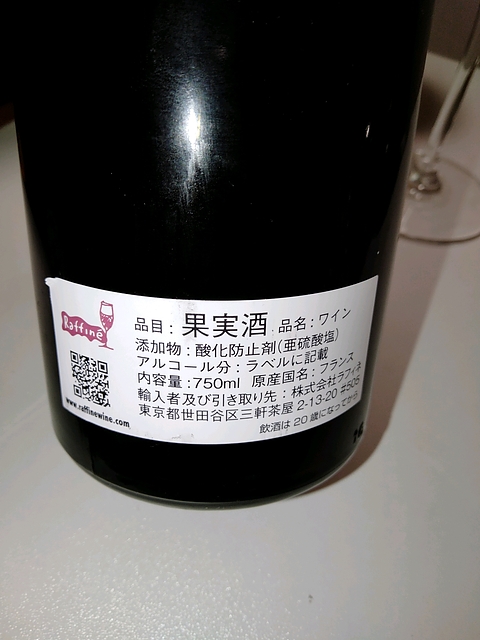 Raffiné
品目：果実酒 品名：ワイン
添加物：酸化防止剤(亜硫酸塩)
アルコール分：ラベルに記載
内容量：750ml 原産国名：フランス
輸入者及び引き取り先：株式会社ラフィネ
東京都世田谷区三軒茶屋 2-13-20 #505
飲酒は20歳になってから
www.raffinewine.com